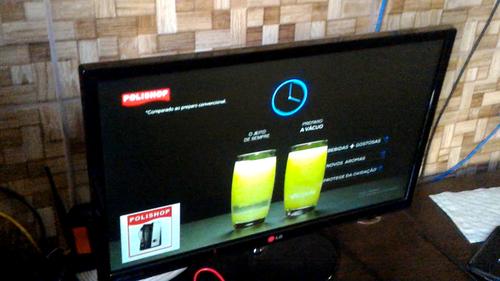 POLISHOP
*Comparado ao preparo convencional.
O JEITO
DE SEMPRE
PREPARO
A VÁCUO
BEBIDAS + GOSTOSAS
NOVOS AROMAS
PROTEGE DA OXIDAÇÃO
POLISHOP
LG